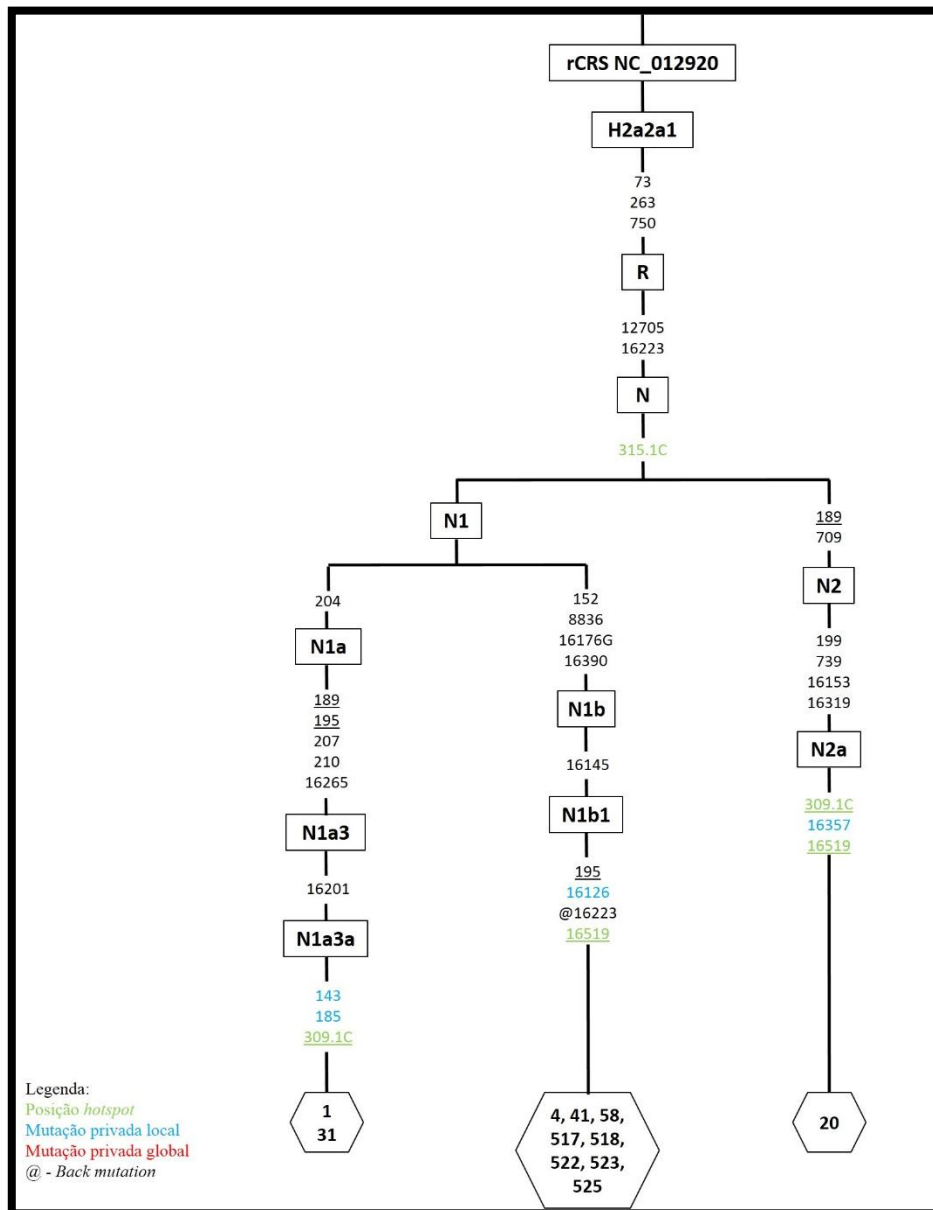 rCRS NC_012920
H2a2a1
73
263
750
R
12705
16223
N
315.1C
N1
204
N1a
189
195
207
210
16265
N1a3
16201
N1a3a
143
185
309.1C
1
31
152
8836
16176G
16390
N1b
16145
N1b1
195
16126
@16223
16519
4, 41, 58,
517, 518,
522, 523,
525
189
709
N2
199
739
16153
16319
N2a
309.1C
16357
16519
20
Legenda:
Posição hotspot
Mutação privada local
Mutação privada global
@ - Back mutation